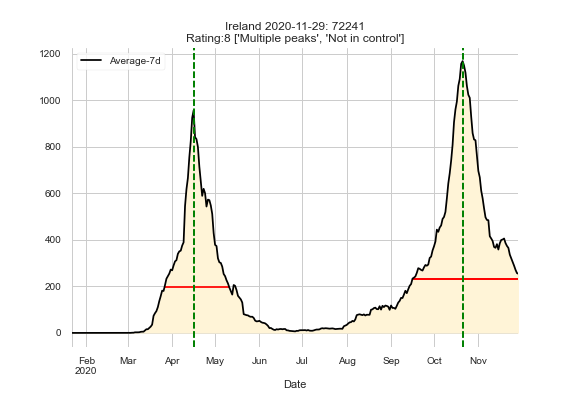 Ireland 2020-11-29: 72241
Rating:8 ['Multiple peaks', 'Not in control']
Average-7d
1200
1000
800
600
400
200
0
Feb Mar Apr May Jun Jul Aug Sep Oct Nov
2020
Date